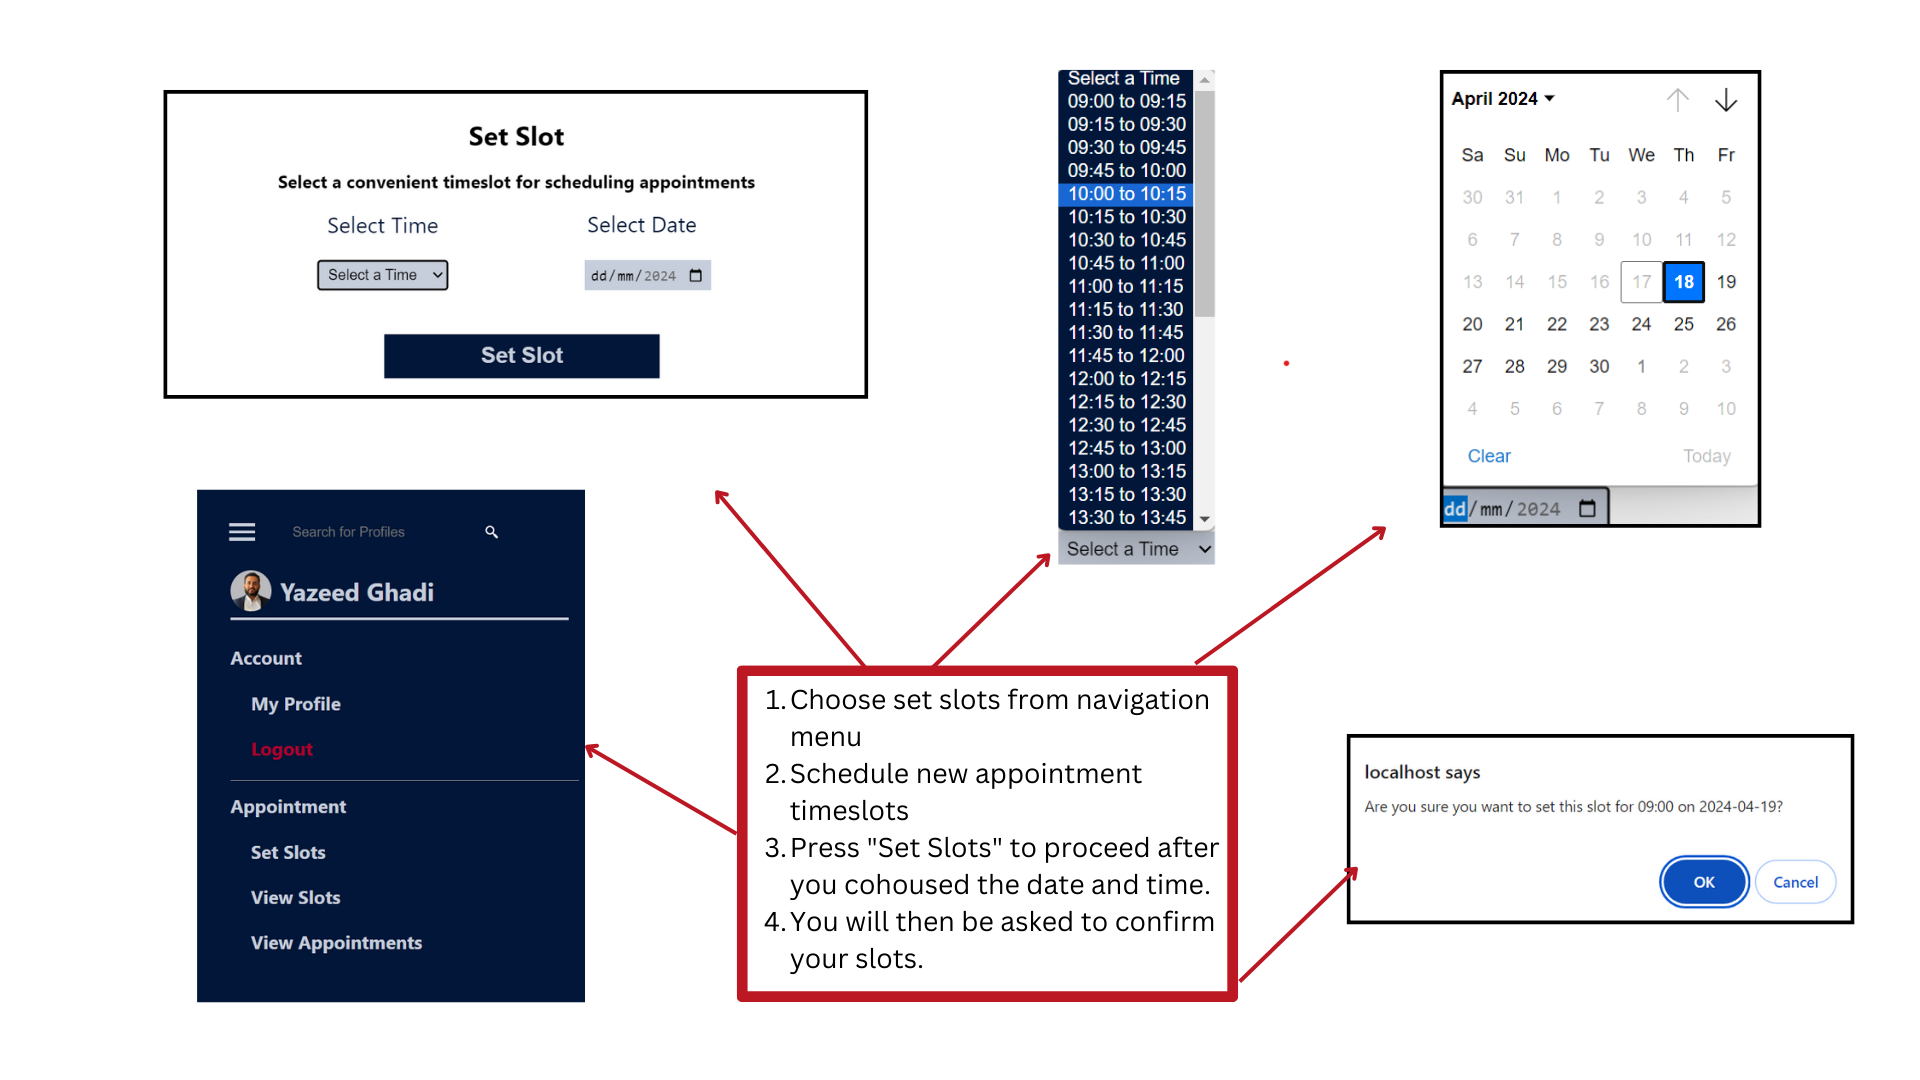 Set Slot
Select a convenient timeslot for scheduling appointments
Select Time
Select Date
Select a Time
dd/mm/2024
Set Slot
Select a Time
09:00 to 09:15
09:15 to 09:30
09:30 to 09:45
09:45 to 10:00
10:00 to 10:15
10:15 to 10:30
10:30 to 10:45
10:45 to 11:00
11:00 to 11:15
11:15 to 11:30
11:30 to 11:45
11:45 to 12:00
12:00 to 12:15
12:15 to 12:30
12:30 to 12:45
12:45 to 13:00
13:00 to 13:15
13:15 to 13:30
13:30 to 13:45
Select a Time
April 2024
Sa Su Mo Tu We Th Fr
30 31 1 2 3 4 5
6 7 8 9 10 11 12
13 14 15 16 17 18 19
20 21 22 23 24 25 26
27 28 29 30 1 2 3
4 5 6 7 8 9 10
Clear Today
dd/mm/2024
Search for Profiles
Yazeed Ghadi
Account
My Profile
Logout
Appointment
Set Slots
View Slots
View Appointments
1. Choose set slots from navigation
menu
2. Schedule new appointment
timeslots
3. Press "Set Slots" to proceed after
you cohoused the date and time.
4. You will then be asked to confirm
your slots.
localhost says
Are you sure you want to set this slot for 09:00 on 2024-04-19?
OK Cancel